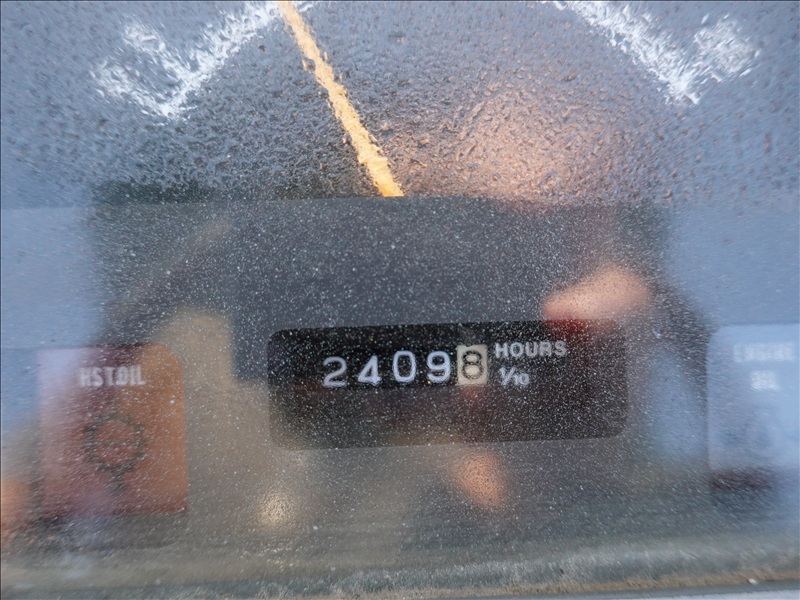 24098 HOURS
1/10
HST.OIL
ENGINE
OIL